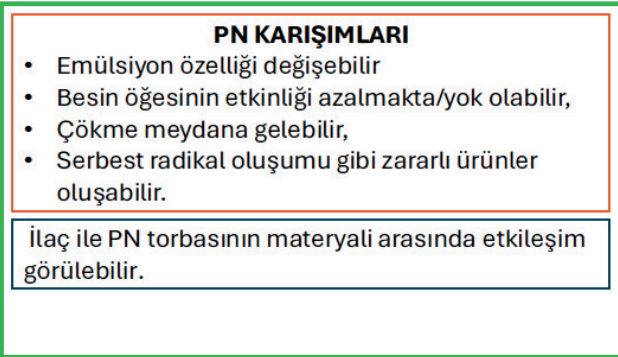 PN KARIŞIMLARI
• Emülsiyon özelliği değişebilir
• Besin öğesinin etkinliği azalmakta/yok olabilir,
• Çökme meydana gelebilir,
• Serbest radikal oluşumu gibi zararlı ürünler
oluşabilir.
İlaç ile PN torbasının materyali arasında etkileşim
görülebilir.